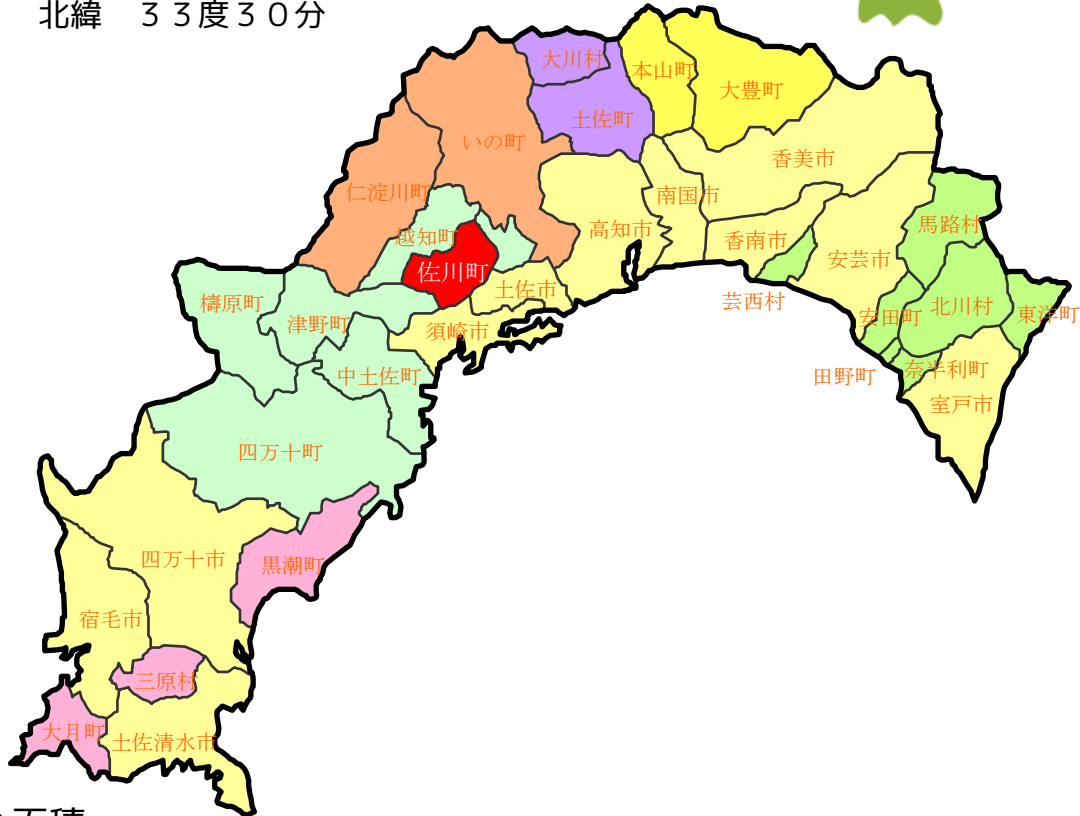 北緯　３３度３０分
大川村
本山町
大豊町
土佐町
いの町
香美市
仁淀川町
南国市
馬路村
高知市
越知町
香南市
安芸市
佐川町
土佐市
芸西村
檮原町
北川村
安田町
東洋町
津野町
須崎市
奈半利町
中土佐町
田野町
室戸市
四万十町
四万十市
黒潮町
宿毛市
三原村
大月町
土佐清水市
面積